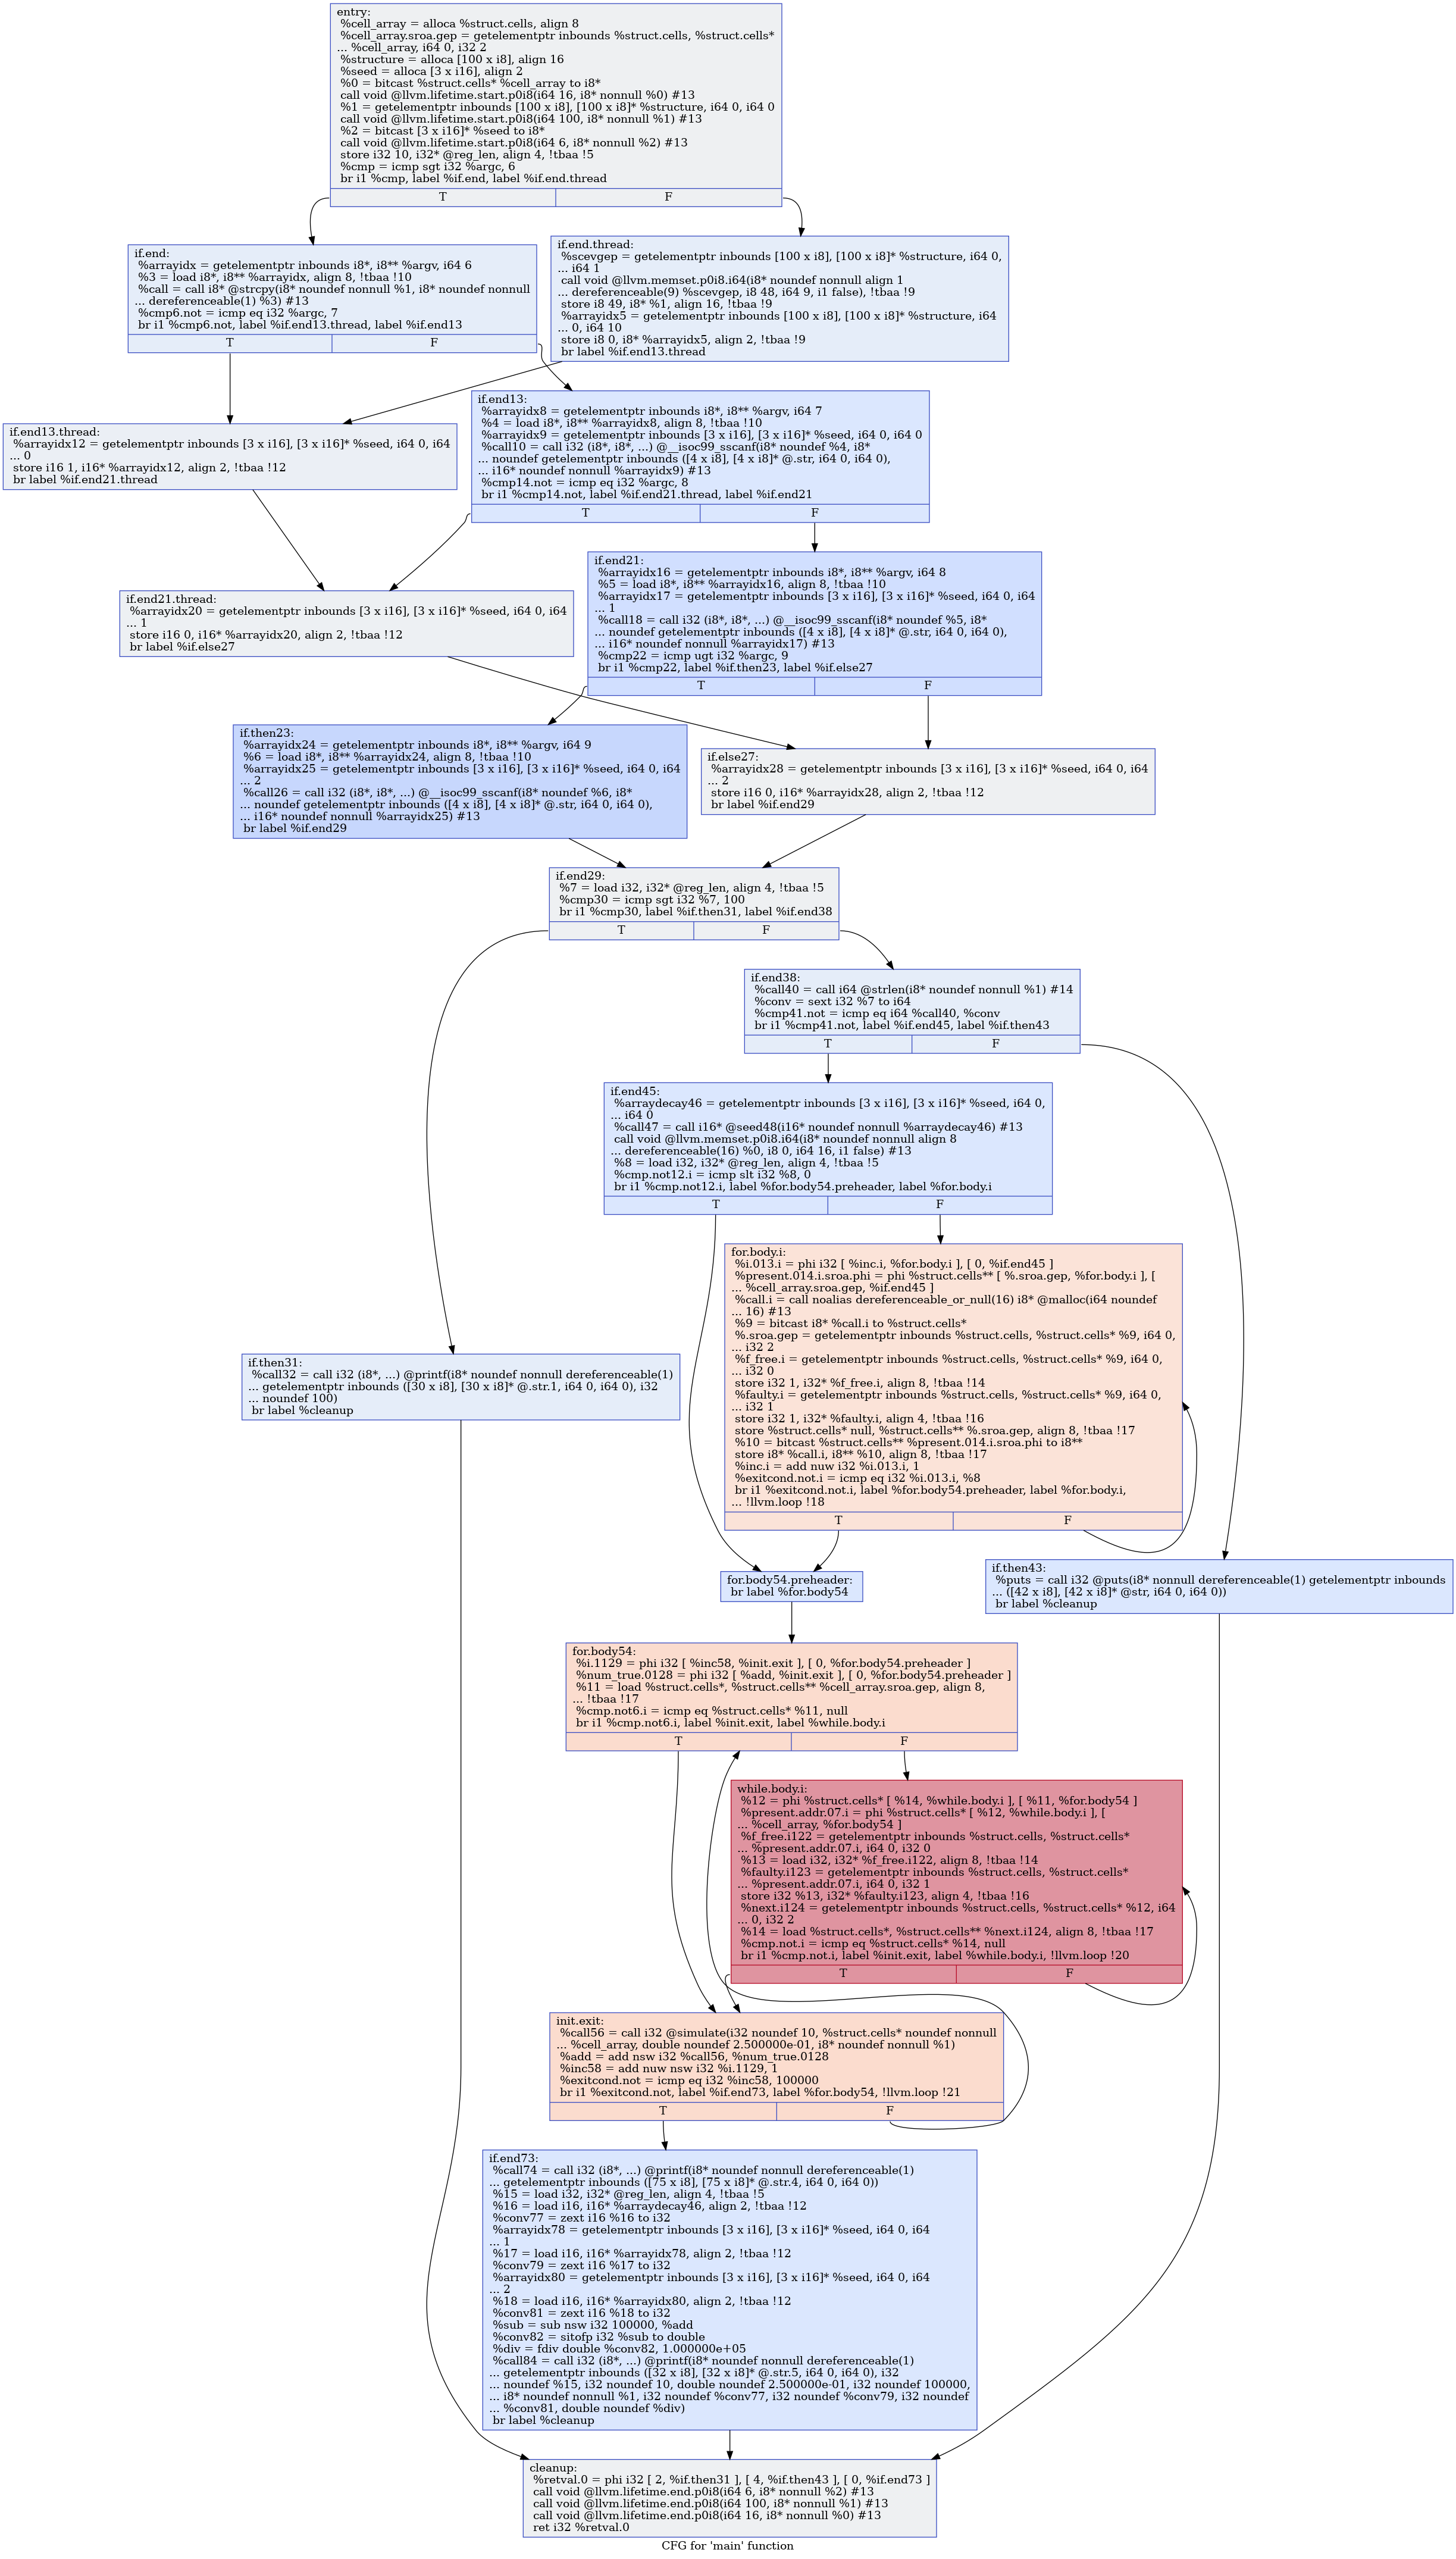 entry:
%cell_array = alloca %struct.cells, align 8
%cell_array.sroa.gep = getelementptr inbounds %struct.cells, %struct.cells*
... %cell_array, i64 0, i32 2
%structure = alloca [100 x i8], align 16
%seed = alloca [3 x i16], align 2
%0 = bitcast %struct.cells* %cell_array to i8*
call void @llvm.lifetime.start.p0i8(i64 16, i8* nonnull %0) #13
%1 = getelementptr inbounds [100 x i8], [100 x i8]* %structure, i64 0, i64 0
call void @llvm.lifetime.start.p0i8(i64 100, i8* nonnull %1) #13
%2 = bitcast [3 x i16]* %seed to i8*
call void @llvm.lifetime.start.p0i8(i64 6, i8* nonnull %2) #13
store i32 10, i32* @reg_len, align 4, !tbaa !5
%cmp = icmp sgt i32 %argc, 6
br i1 %cmp, label %if.end, label %if.end.thread
T F
if.end:
%arrayidx = getelementptr inbounds i8*, i8** %argv, i64 6
%3 = load i8*, i8** %arrayidx, align 8, !tbaa !10
%call = call i8* @strcpy(i8* noundef nonnull %1, i8* noundef nonnull
... dereferenceable(1) %3) #13
%cmp6.not = icmp eq i32 %argc, 7
br i1 %cmp6.not, label %if.end13.thread, label %if.end13
T F
if.end.thread:
%scevgep = getelementptr inbounds [100 x i8], [100 x i8]* %structure, i64 0,
... i64 1
call void @llvm.memset.p0i8.i64(i8* noundef nonnull align 1
... dereferenceable(9) %scevgep, i8 48, i64 9, i1 false), !tbaa !9
store i8 49, i8* %1, align 16, !tbaa !9
%arrayidx5 = getelementptr inbounds [100 x i8], [100 x i8]* %structure, i64
... 0, i64 10
store i8 0, i8* %arrayidx5, align 2, !tbaa !9
br label %if.end13.thread
if.end13:
%arrayidx8 = getelementptr inbounds i8*, i8** %argv, i64 7
%4 = load i8*, i8** %arrayidx8, align 8, !tbaa !10
%arrayidx9 = getelementptr inbounds [3 x i16], [3 x i16]* %seed, i64 0, i64 0
%call10 = call i32 (i8*, i8*, ...) @__isoc99_sscanf(i8* noundef %4, i8*
... noundef getelementptr inbounds ([4 x i8], [4 x i8]* @.str, i64 0, i64 0),
... i16* noundef nonnull %arrayidx9) #13
%cmp14.not = icmp eq i32 %argc, 8
br i1 %cmp14.not, label %if.end21.thread, label %if.end21
T F
if.end13.thread:
%arrayidx12 = getelementptr inbounds [3 x i16], [3 x i16]* %seed, i64 0, i64
... 0
store i16 1, i16* %arrayidx12, align 2, !tbaa !12
br label %if.end21.thread
if.end21:
%arrayidx16 = getelementptr inbounds i8*, i8** %argv, i64 8
%5 = load i8*, i8** %arrayidx16, align 8, !tbaa !10
%arrayidx17 = getelementptr inbounds [3 x i16], [3 x i16]* %seed, i64 0, i64
... 1
%call18 = call i32 (i8*, i8*, ...) @__isoc99_sscanf(i8* noundef %5, i8*
... noundef getelementptr inbounds ([4 x i8], [4 x i8]* @.str, i64 0, i64 0),
... i16* noundef nonnull %arrayidx17) #13
%cmp22 = icmp ugt i32 %argc, 9
br i1 %cmp22, label %if.then23, label %if.else27
T F
if.end21.thread:
%arrayidx20 = getelementptr inbounds [3 x i16], [3 x i16]* %seed, i64 0, i64
... 1
store i16 0, i16* %arrayidx20, align 2, !tbaa !12
br label %if.else27
if.then23:
%arrayidx24 = getelementptr inbounds i8*, i8** %argv, i64 9
%6 = load i8*, i8** %arrayidx24, align 8, !tbaa !10
%arrayidx25 = getelementptr inbounds [3 x i16], [3 x i16]* %seed, i64 0, i64
... 2
%call26 = call i32 (i8*, i8*, ...) @__isoc99_sscanf(i8* noundef %6, i8*
... noundef getelementptr inbounds ([4 x i8], [4 x i8]* @.str, i64 0, i64 0),
... i16* noundef nonnull %arrayidx25) #13
br label %if.end29
if.else27:
%arrayidx28 = getelementptr inbounds [3 x i16], [3 x i16]* %seed, i64 0, i64
... 2
store i16 0, i16* %arrayidx28, align 2, !tbaa !12
br label %if.end29
if.end29:
%7 = load i32, i32* @reg_len, align 4, !tbaa !5
%cmp30 = icmp sgt i32 %7, 100
br i1 %cmp30, label %if.then31, label %if.end38
T F
if.end38:
%call40 = call i64 @strlen(i8* noundef nonnull %1) #14
%conv = sext i32 %7 to i64
%cmp41.not = icmp eq i64 %call40, %conv
br i1 %cmp41.not, label %if.end45, label %if.then43
T F
if.end45:
%arraydecay46 = getelementptr inbounds [3 x i16], [3 x i16]* %seed, i64 0,
... i64 0
%call47 = call i16* @seed48(i16* noundef nonnull %arraydecay46) #13
call void @llvm.memset.p0i8.i64(i8* noundef nonnull align 8
... dereferenceable(16) %0, i8 0, i64 16, i1 false) #13
%8 = load i32, i32* @reg_len, align 4, !tbaa !5
%cmp.not12.i = icmp slt i32 %8, 0
br i1 %cmp.not12.i, label %for.body54.preheader, label %for.body.i
T F
for.body.i:
%i.013.i = phi i32 [ %inc.i, %for.body.i ], [ 0, %if.end45 ]
%present.014.i.sroa.phi = phi %struct.cells** [ %.sroa.gep, %for.body.i ], [
... %cell_array.sroa.gep, %if.end45 ]
%call.i = call noalias dereferenceable_or_null(16) i8* @malloc(i64 noundef
... 16) #13
%9 = bitcast i8* %call.i to %struct.cells*
%.sroa.gep = getelementptr inbounds %struct.cells, %struct.cells* %9, i64 0,
... i32 2
%f_free.i = getelementptr inbounds %struct.cells, %struct.cells* %9, i64 0,
... i32 0
store i32 1, i32* %f_free.i, align 8, !tbaa !14
%faulty.i = getelementptr inbounds %struct.cells, %struct.cells* %9, i64 0,
... i32 1
store i32 1, i32* %faulty.i, align 4, !tbaa !16
store %struct.cells* null, %struct.cells** %.sroa.gep, align 8, !tbaa !17
%10 = bitcast %struct.cells** %present.014.i.sroa.phi to i8**
store i8* %call.i, i8** %10, align 8, !tbaa !17
%inc.i = add nuw i32 %i.013.i, 1
%exitcond.not.i = icmp eq i32 %i.013.i, %8
br i1 %exitcond.not.i, label %for.body54.preheader, label %for.body.i,
... !llvm.loop !18
T F
if.then31:
%call32 = call i32 (i8*, ...) @printf(i8* noundef nonnull dereferenceable(1)
... getelementptr inbounds ([30 x i8], [30 x i8]* @.str.1, i64 0, i64 0), i32
... noundef 100)
br label %cleanup
if.then43:
%puts = call i32 @puts(i8* nonnull dereferenceable(1) getelementptr inbounds
... ([42 x i8], [42 x i8]* @str, i64 0, i64 0))
br label %cleanup
for.body54.preheader:
br label %for.body54
for.body54:
%i.1129 = phi i32 [ %inc58, %init.exit ], [ 0, %for.body54.preheader ]
%num_true.0128 = phi i32 [ %add, %init.exit ], [ 0, %for.body54.preheader ]
%11 = load %struct.cells*, %struct.cells** %cell_array.sroa.gep, align 8,
... !tbaa !17
%cmp.not6.i = icmp eq %struct.cells* %11, null
br i1 %cmp.not6.i, label %init.exit, label %while.body.i
T F
while.body.i:
%12 = phi %struct.cells* [ %14, %while.body.i ], [ %11, %for.body54 ]
%present.addr.07.i = phi %struct.cells* [ %12, %while.body.i ], [
... %cell_array, %for.body54 ]
%f_free.i122 = getelementptr inbounds %struct.cells, %struct.cells*
... %present.addr.07.i, i64 0, i32 0
%13 = load i32, i32* %f_free.i122, align 8, !tbaa !14
%faulty.i123 = getelementptr inbounds %struct.cells, %struct.cells*
... %present.addr.07.i, i64 0, i32 1
store i32 %13, i32* %faulty.i123, align 4, !tbaa !16
%next.i124 = getelementptr inbounds %struct.cells, %struct.cells* %12, i64
... 0, i32 2
%14 = load %struct.cells*, %struct.cells** %next.i124, align 8, !tbaa !17
%cmp.not.i = icmp eq %struct.cells* %14, null
br i1 %cmp.not.i, label %init.exit, label %while.body.i, !llvm.loop !20
T F
init.exit:
%call56 = call i32 @simulate(i32 noundef 10, %struct.cells* noundef nonnull
... %cell_array, double noundef 2.500000e-01, i8* noundef nonnull %1)
%add = add nsw i32 %call56, %num_true.0128
%inc58 = add nuw nsw i32 %i.1129, 1
%exitcond.not = icmp eq i32 %inc58, 100000
br i1 %exitcond.not, label %if.end73, label %for.body54, !llvm.loop !21
T F
if.end73:
%call74 = call i32 (i8*, ...) @printf(i8* noundef nonnull dereferenceable(1)
... getelementptr inbounds ([75 x i8], [75 x i8]* @.str.4, i64 0, i64 0))
%15 = load i32, i32* @reg_len, align 4, !tbaa !5
%16 = load i16, i16* %arraydecay46, align 2, !tbaa !12
%conv77 = zext i16 %16 to i32
%arrayidx78 = getelementptr inbounds [3 x i16], [3 x i16]* %seed, i64 0, i64
... 1
%17 = load i16, i16* %arrayidx78, align 2, !tbaa !12
%conv79 = zext i16 %17 to i32
%arrayidx80 = getelementptr inbounds [3 x i16], [3 x i16]* %seed, i64 0, i64
... 2
%18 = load i16, i16* %arrayidx80, align 2, !tbaa !12
%conv81 = zext i16 %18 to i32
%sub = sub nsw i32 100000, %add
%conv82 = sitofp i32 %sub to double
%div = fdiv double %conv82, 1.000000e+05
%call84 = call i32 (i8*, ...) @printf(i8* noundef nonnull dereferenceable(1)
... getelementptr inbounds ([32 x i8], [32 x i8]* @.str.5, i64 0, i64 0), i32
... noundef %15, i32 noundef 10, double noundef 2.500000e-01, i32 noundef 100000,
... i8* noundef nonnull %1, i32 noundef %conv77, i32 noundef %conv79, i32 noundef
... %conv81, double noundef %div)
br label %cleanup
cleanup:
%retval.0 = phi i32 [ 2, %if.then31 ], [ 4, %if.then43 ], [ 0, %if.end73 ]
call void @llvm.lifetime.end.p0i8(i64 6, i8* nonnull %2) #13
call void @llvm.lifetime.end.p0i8(i64 100, i8* nonnull %1) #13
call void @llvm.lifetime.end.p0i8(i64 16, i8* nonnull %0) #13
ret i32 %retval.0
CFG for 'main' function